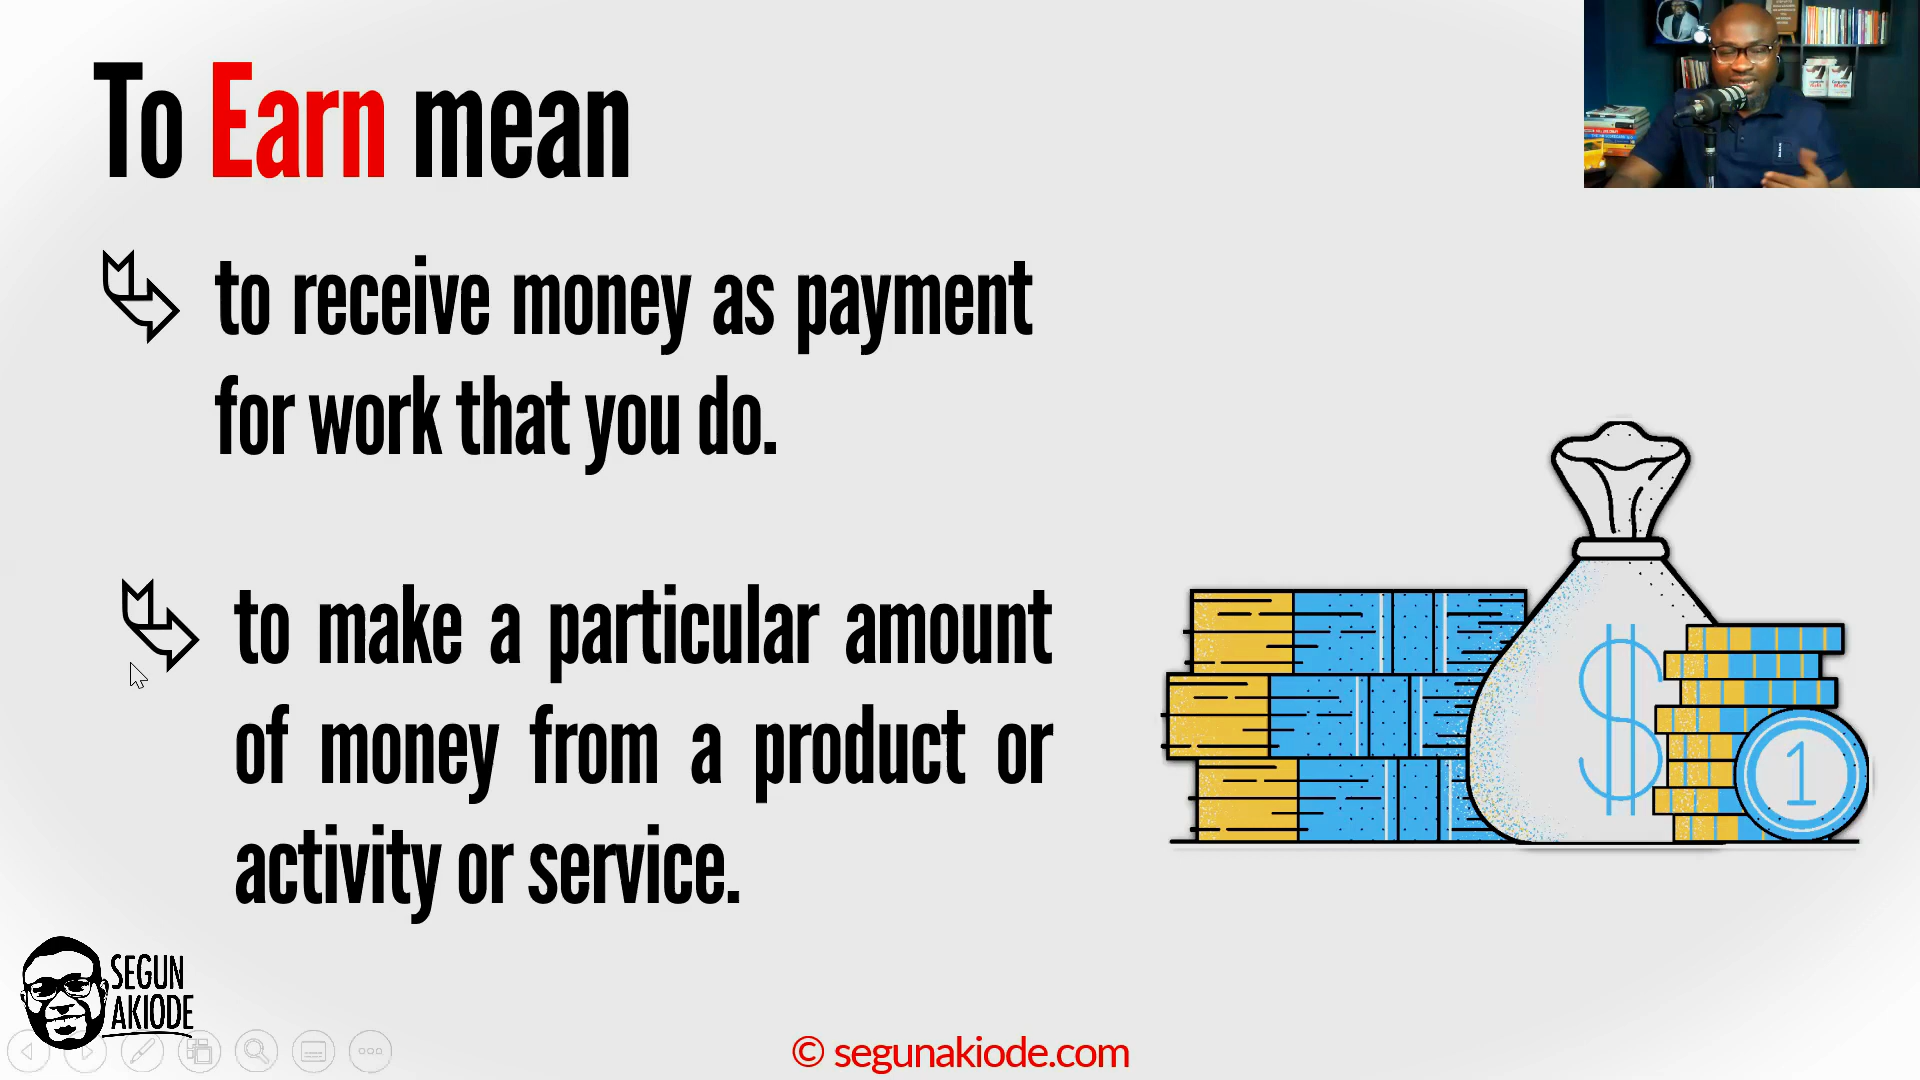 To Earn mean
to receive money as payment
for work that you do.
to make a particular amount
of money from a product or
activity or service.
$
1
SEGUN
AKIODE
© segunakiode.com